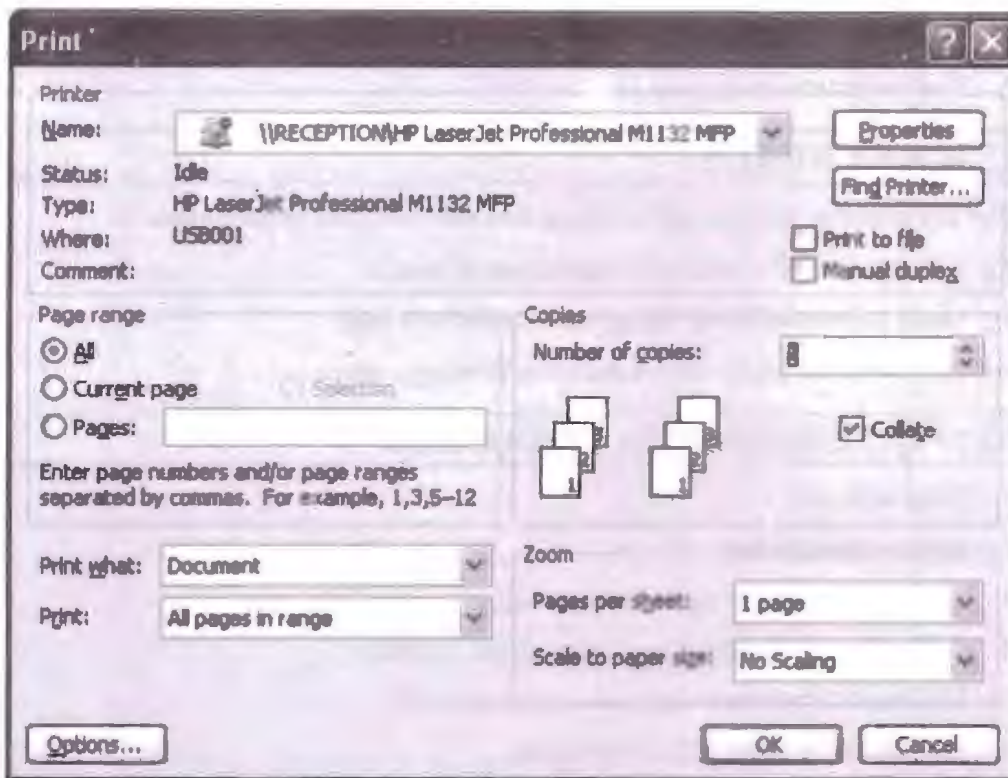 Print
Printer
Name: \\RECEPTION\HP LaserJet Professional M1132 MFP Properties
Status: Idle
Find Printer...
Type: HP LaserJet Professional M1132 MFP
Where: USB001
Print to file
Comment:
Manual duplex
Page range
All
Current page Selection
Pages:
Enter page numbers and/or page ranges
separated by commas. For example, 1,3,5–12
Copies
Number of copies:
Collate
Print what: Document
Print: All pages in range
Zoom
Pages per sheet: 1 page
Scale to paper size: No Scaling
Options... OK Cancel